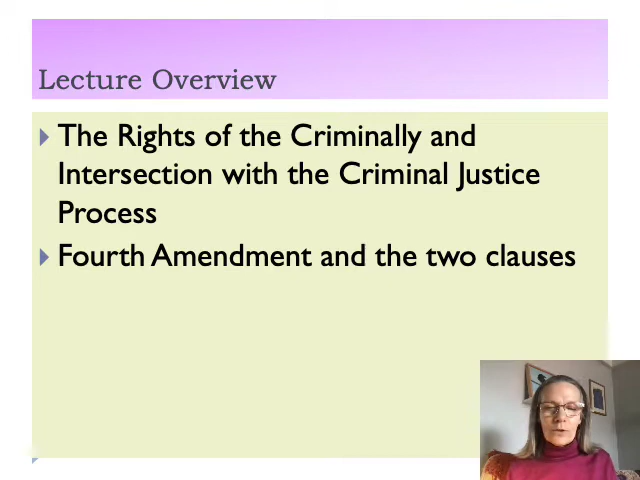 Lecture Overview
The Rights of the Criminally and
Intersection with the Criminal Justice
Process
Fourth Amendment and the two clauses